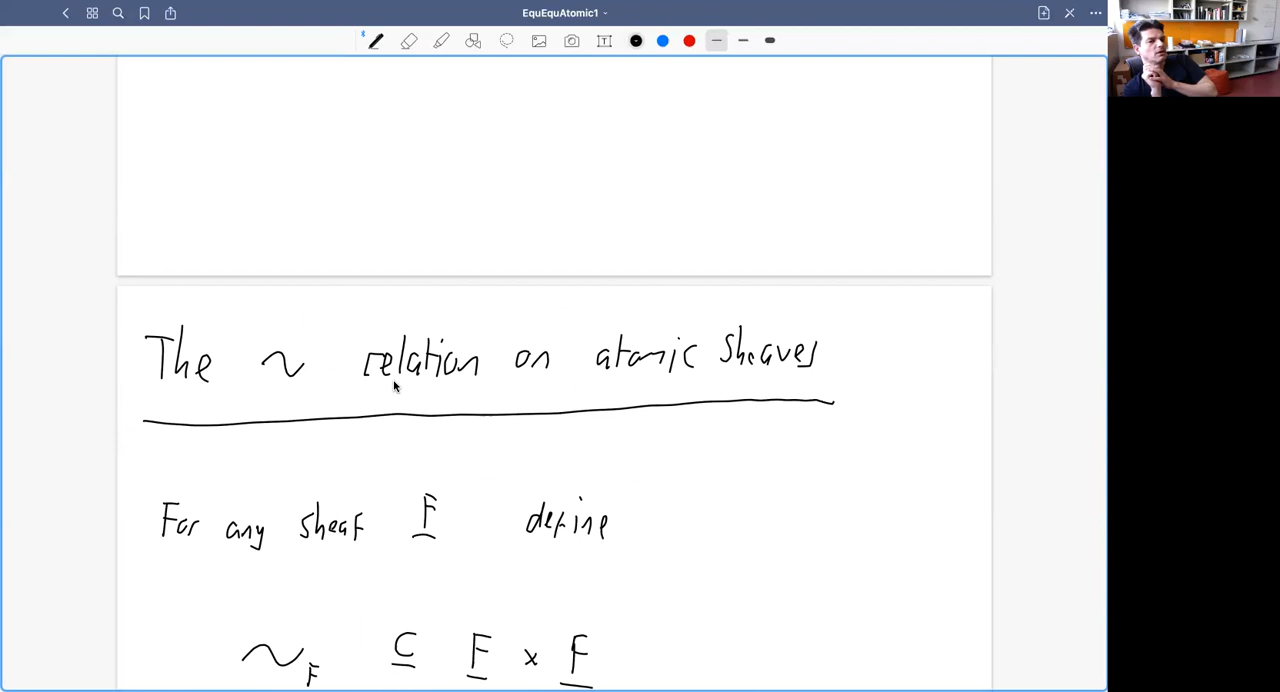 EquEquAtomic1
The ~ relation on atomic sheaves
For any sheaf F define
~F ⊆ F × F